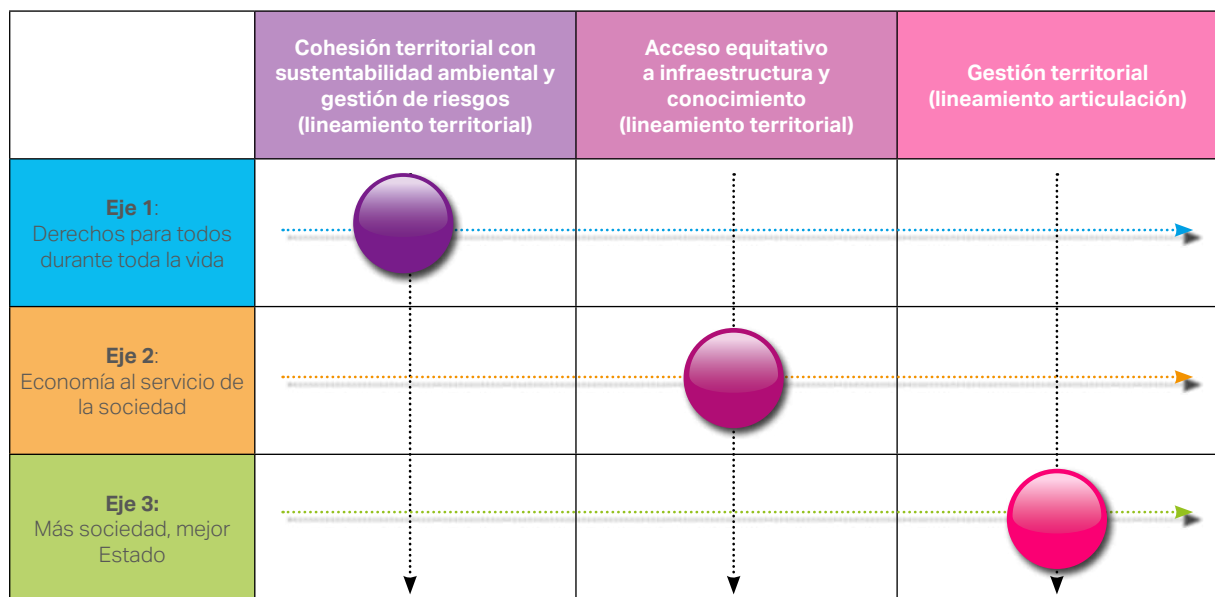 Cohesión territorial con
sustentabilidad ambiental y
gestión de riesgos
(lineamiento territorial)
Acceso equitativo
a infraestructura y
conocimiento
(lineamiento territorial)
Gestión territorial
(lineamiento articulación)
Eje 1:
Derechos para todos
durante toda la vida
Eje 2:
Economía al servicio de
la sociedad
Eje 3:
Más sociedad, mejor
Estado